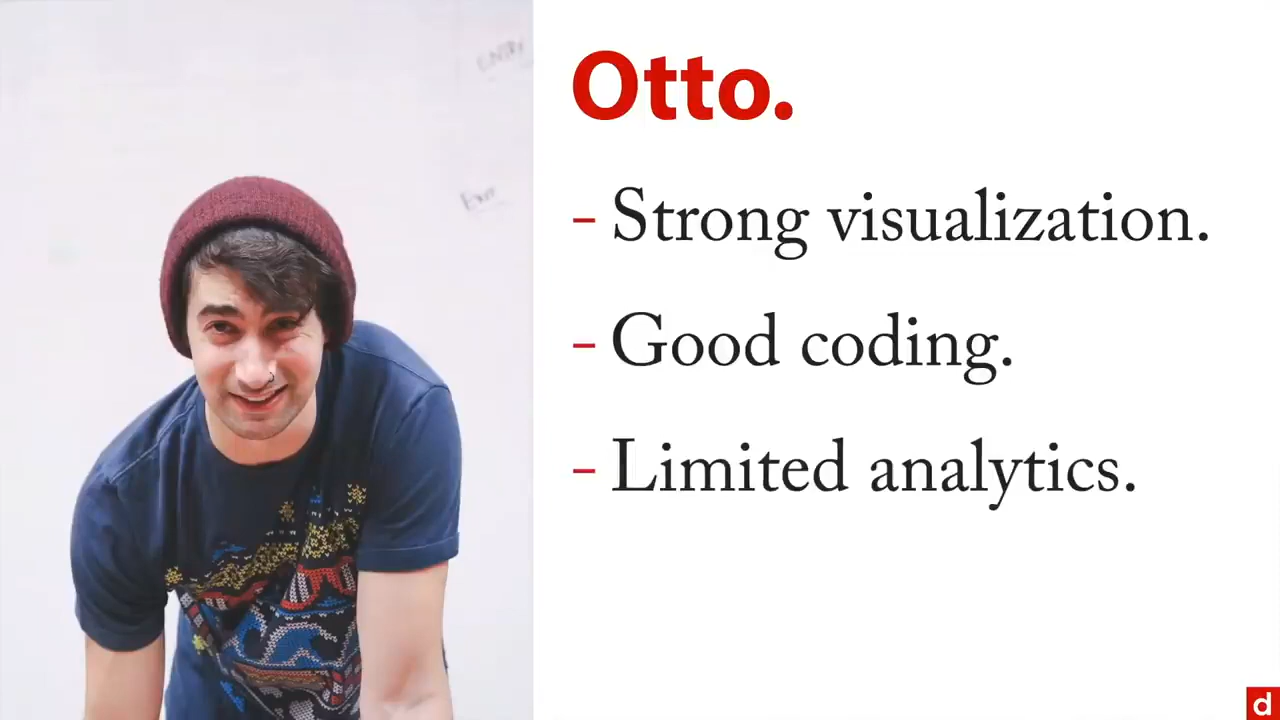 Otto.
- Strong visualization.
- Good coding.
- Limited analytics.
d